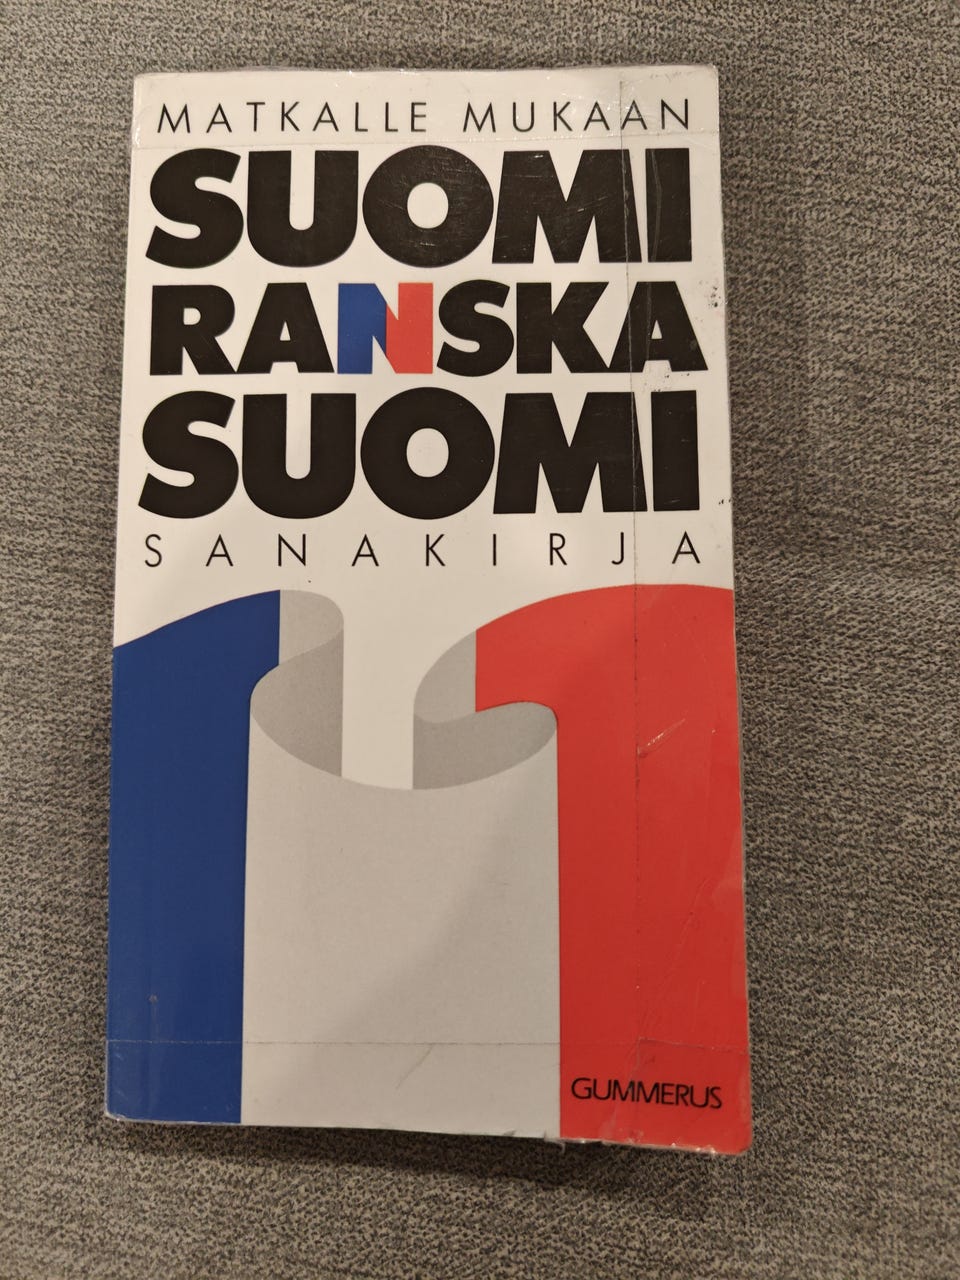 MATKALLE MUKAAN
SUOMI
RANSKA
SUOMI
SANAKIRJA
GUMMERUS